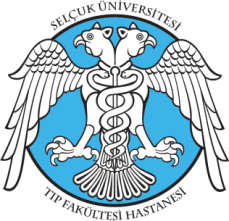 SELÇUK ÜNİVERSİTESİ
TIP FAKÜLTESİ HASTANESİ